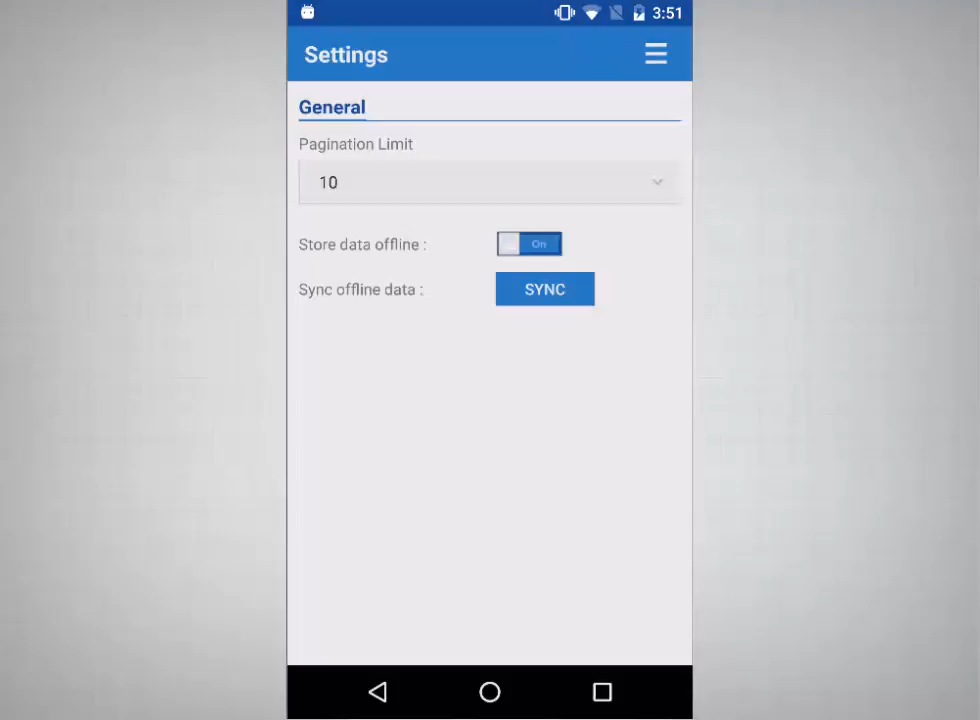 3:51
Settings
General
Pagination Limit
10
Store data offline :
On
Sync offline data :
SYNC